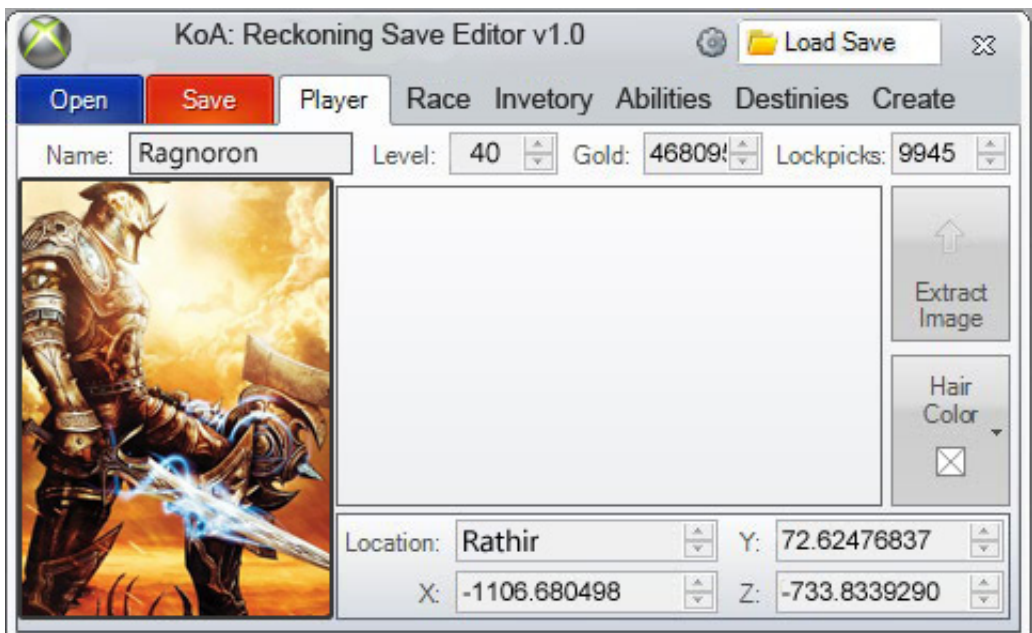 KoA: Reckoning Save Editor v1.0 Load Save
Open Save Player Race Invetory Abilities Destinies Create
Name: Ragnoron Level: 40 Gold: 46809 Lockpicks: 9945
Extract
Image
Hair
Color
Location: Rathir Y: 72.62476837
X: -1106.680498 Z: -733.8339290